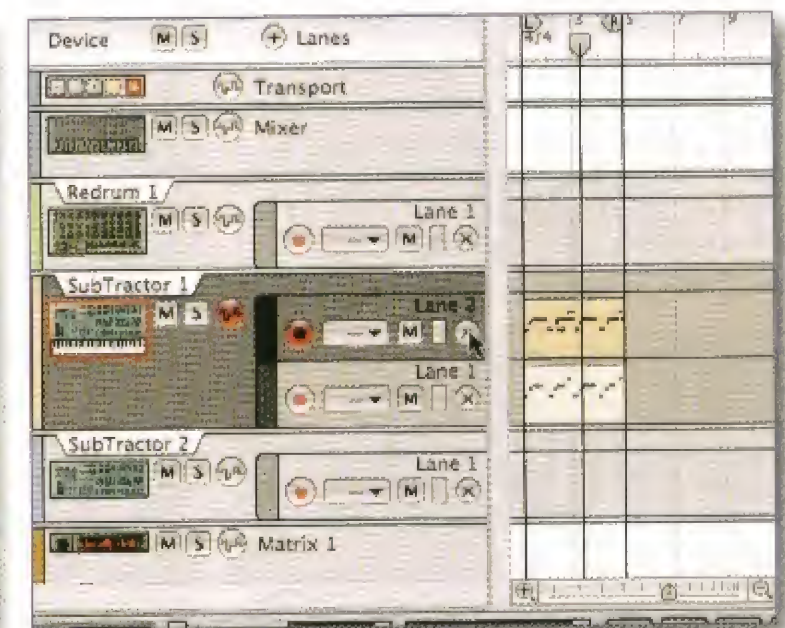 Device M S + Lanes
L 3 R 5 7 9
4/4
Transport
M S Mixer
Redrum 1
M S
Lane 1
M
SubTractor 1
M S
Lane 2
M
Lane 1
M
SubTractor 2
M S
Lane 1
M
M S Matrix 1